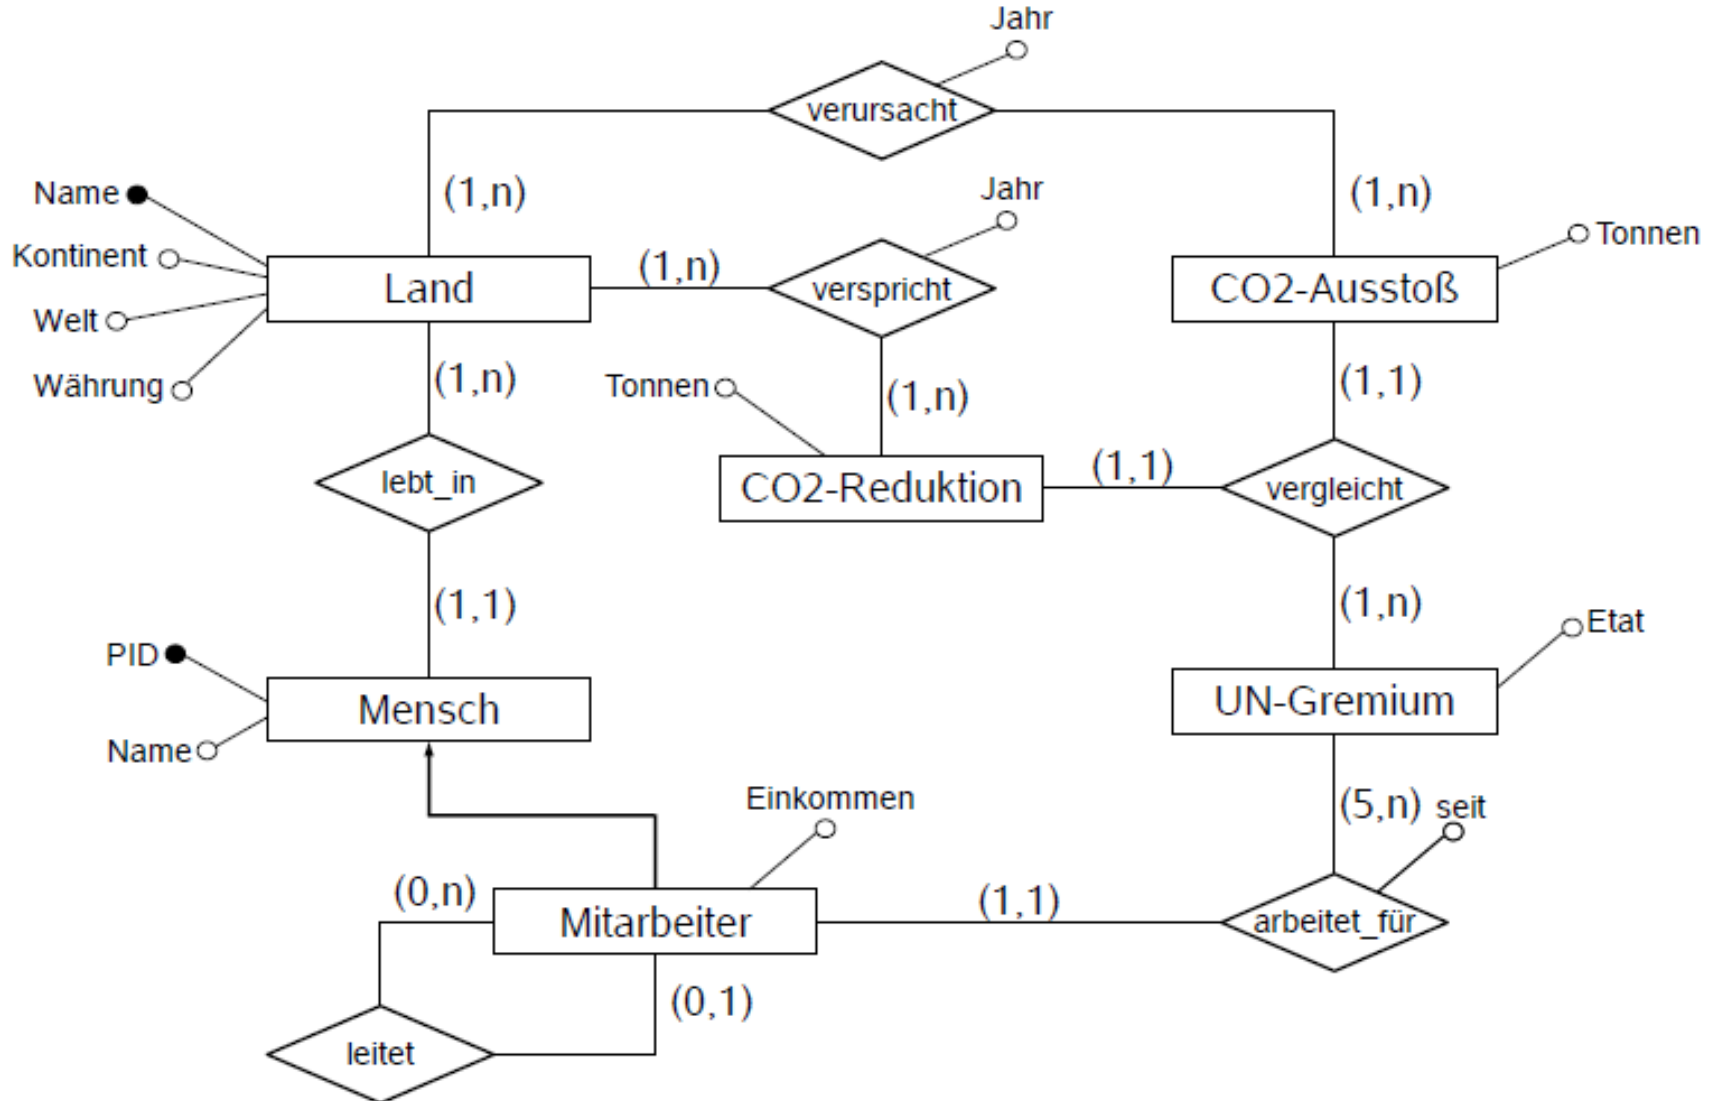 Jahr
verursacht
Name
(1,n)
Jahr
(1,n)
Kontinent
(1,n)
Tonnen
Land
verspricht
CO2-Ausstoß
Welt
Währung
(1,n)
Tonnen
(1,n)
(1,1)
lebt_in
CO2-Reduktion
(1,1)
vergleicht
(1,1)
(1,n)
Etat
PID
Mensch
UN-Gremium
Name
Einkommen
(5,n)
seit
(0,n)
Mitarbeiter
(1,1)
arbeitet_für
(0,1)
leitet